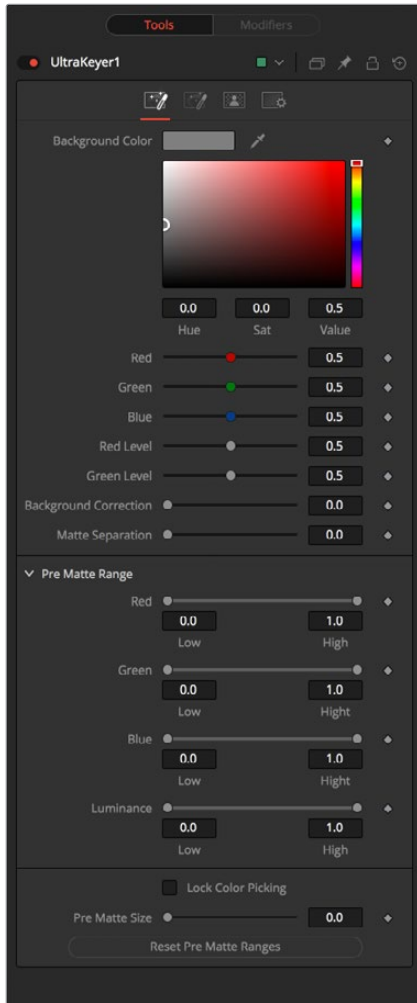 Tools Modifiers
UltraKeyer1
Background Color
0.0 0.0 0.5
Hue Sat Value
Red 0.5
Green 0.5
Blue 0.5
Red Level 0.5
Green Level 0.5
Background Correction 0.0
Matte Separation 0.0
Pre Matte Range
Red
0.0 1.0
Low High
Green
0.0 1.0
Low Hight
Blue
0.0 1.0
Low Hight
Luminance
0.0 1.0
Low High
Lock Color Picking
Pre Matte Size 0.0
Reset Pre Matte Ranges